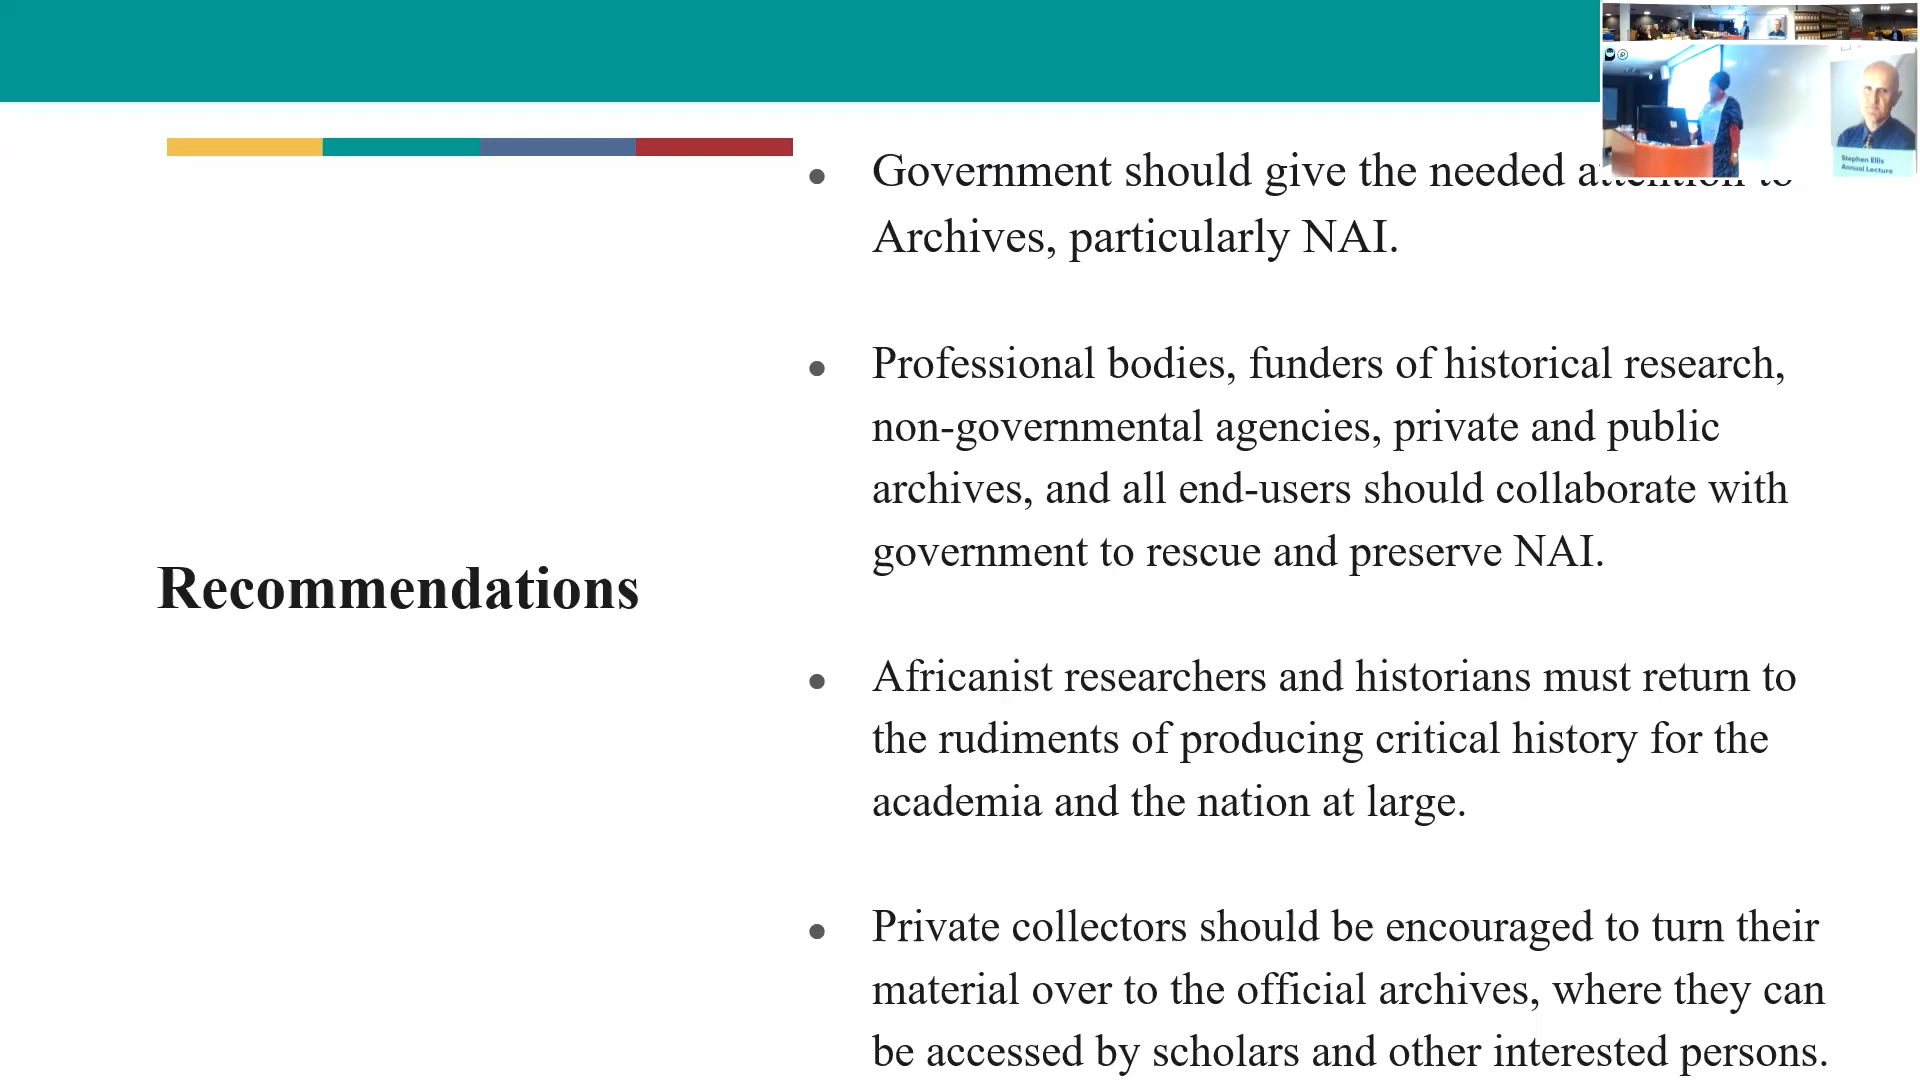 Recommendations
● Government should give the needed attention to
Archives, particularly NAI.
● Professional bodies, funders of historical research,
non-governmental agencies, private and public
archives, and all end-users should collaborate with
government to rescue and preserve NAI.
● Africanist researchers and historians must return to
the rudiments of producing critical history for the
academia and the nation at large.
● Private collectors should be encouraged to turn their
material over to the official archives, where they can
be accessed by scholars and other interested persons.
Stephen Ellis
Annual Lecture